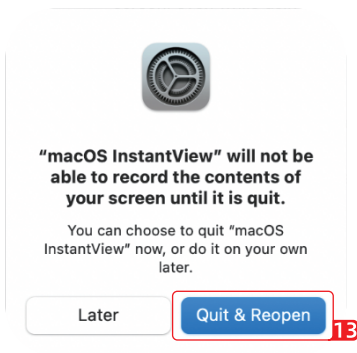 “macOS InstantView” will not be
able to record the contents of
your screen until it is quit.
You can choose to quit “macOS
InstantView” now, or do it on your own
later.
Later
Quit & Reopen
13